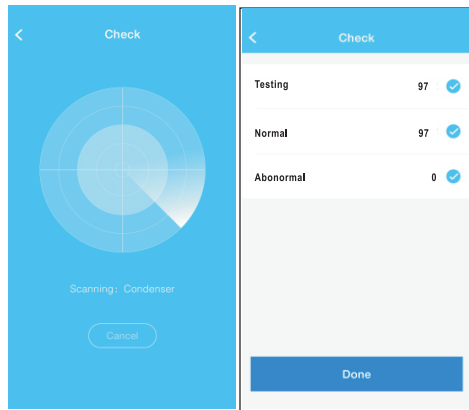 Check
Scanning: Condenser
Cancel
Check
Testing 97
Normal 97
Abonormal 0
Done